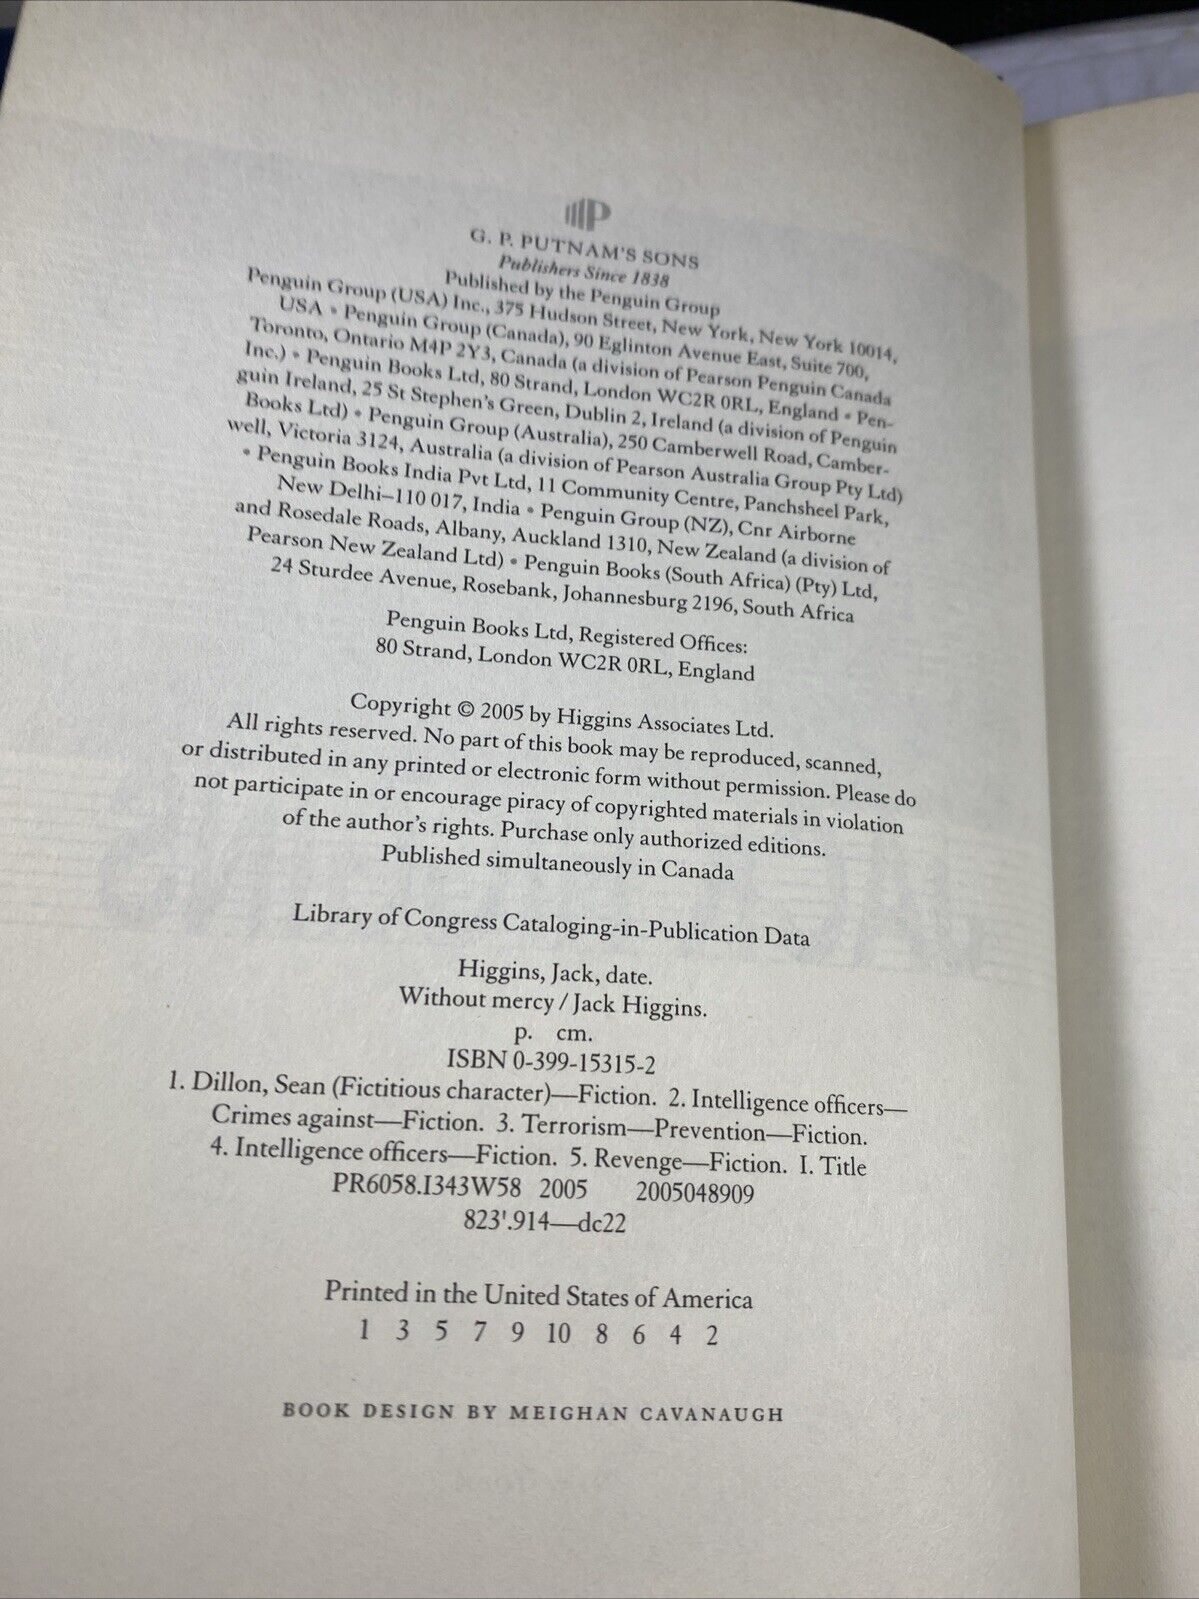 G. P. PUTNAM'S SONS
Publishers Since 1838
Published by the Penguin Group
Penguin Group (USA) Inc., 375 Hudson Street, New York, New York 10014,
USA • Penguin Group (Canada), 90 Eglinton Avenue East, Suite 700,
Toronto, Ontario M4P 2Y3, Canada (a division of Pearson Penguin Canada
Inc.) • Penguin Books Ltd, 80 Strand, London WC2R 0RL, England • Pen-
guin Ireland, 25 St Stephen's Green, Dublin 2, Ireland (a division of Penguin
Books Ltd) • Penguin Group (Australia), 250 Camberwell Road, Camber-
well, Victoria 3124, Australia (a division of Pearson Australia Group Pty Ltd)
• Penguin Books India Pvt Ltd, 11 Community Centre, Panchsheel Park,
New Delhi–110 017, India • Penguin Group (NZ), Cnr Airborne
and Rosedale Roads, Albany, Auckland 1310, New Zealand (a division of
Pearson New Zealand Ltd) • Penguin Books (South Africa) (Pty) Ltd,
24 Sturdee Avenue, Rosebank, Johannesburg 2196, South Africa
Penguin Books Ltd, Registered Offices:
80 Strand, London WC2R 0RL, England
Copyright © 2005 by Higgins Associates Ltd.
All rights reserved. No part of this book may be reproduced, scanned,
or distributed in any printed or electronic form without permission. Please do
not participate in or encourage piracy of copyrighted materials in violation
of the author's rights. Purchase only authorized editions.
Published simultaneously in Canada
Library of Congress Cataloging-in-Publication Data
Higgins, Jack, date.
Without mercy / Jack Higgins.
p. cm.
ISBN 0-399-15315-2
1. Dillon, Sean (Fictitious character)—Fiction. 2. Intelligence officers—
Crimes against—Fiction. 3. Terrorism—Prevention—Fiction.
4. Intelligence officers—Fiction. 5. Revenge—Fiction. I. Title
PR6058.I343W58 2005 2005048909
823'.914—dc22
Printed in the United States of America
1 3 5 7 9 10 8 6 4 2
BOOK DESIGN BY MEIGHAN CAVANAUGH